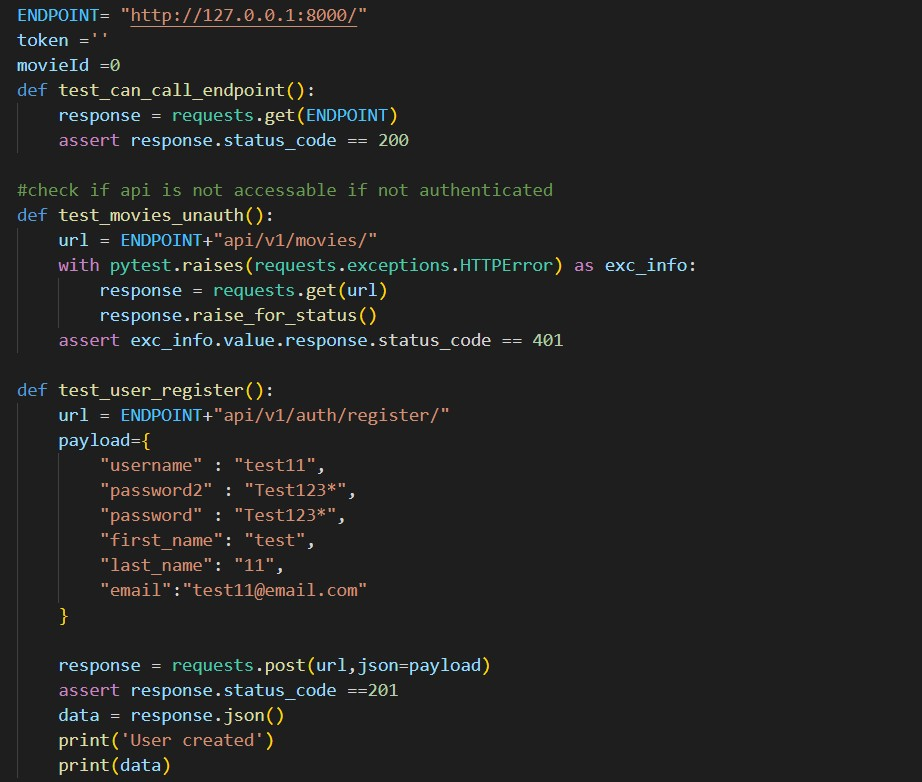 ENDPOINT= "http://127.0.0.1:8000/"
token =''
movieId =0
def test_can_call_endpoint():
    response = requests.get(ENDPOINT)
    assert response.status_code == 200

#check if api is not accessable if not authenticated
def test_movies_unauth():
    url = ENDPOINT+"api/v1/movies/"
    with pytest.raises(requests.exceptions.HTTPError) as exc_info:
        response = requests.get(url)
        response.raise_for_status()
    assert exc_info.value.response.status_code == 401

def test_user_register():
    url = ENDPOINT+"api/v1/auth/register/"
    payload={
        "username" : "test11",
        "password2" : "Test123*",
        "password" : "Test123*",
        "first_name": "test",
        "last_name": "11",
        "email":"test11@email.com"
    }

    response = requests.post(url,json=payload)
    assert response.status_code ==201
    data = response.json()
    print('User created')
    print(data)